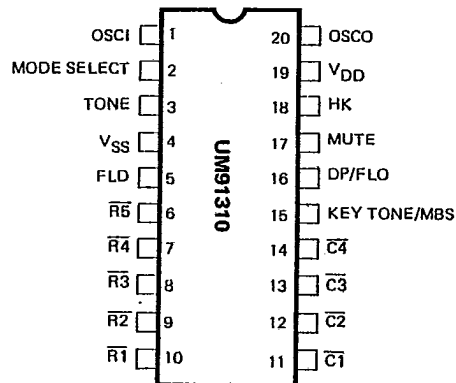 OSCI 1 20 OSCO
MODE SELECT 2 19 VDD
TONE 3 18 HK
VSS 4 17 MUTE
FLD 5 16 DP/FLO
R5 6 15 KEY TONE/MBS
R4 7 14 C4
R3 8 13 C3
R2 9 12 C2
R1 10 11 C1
UM91310